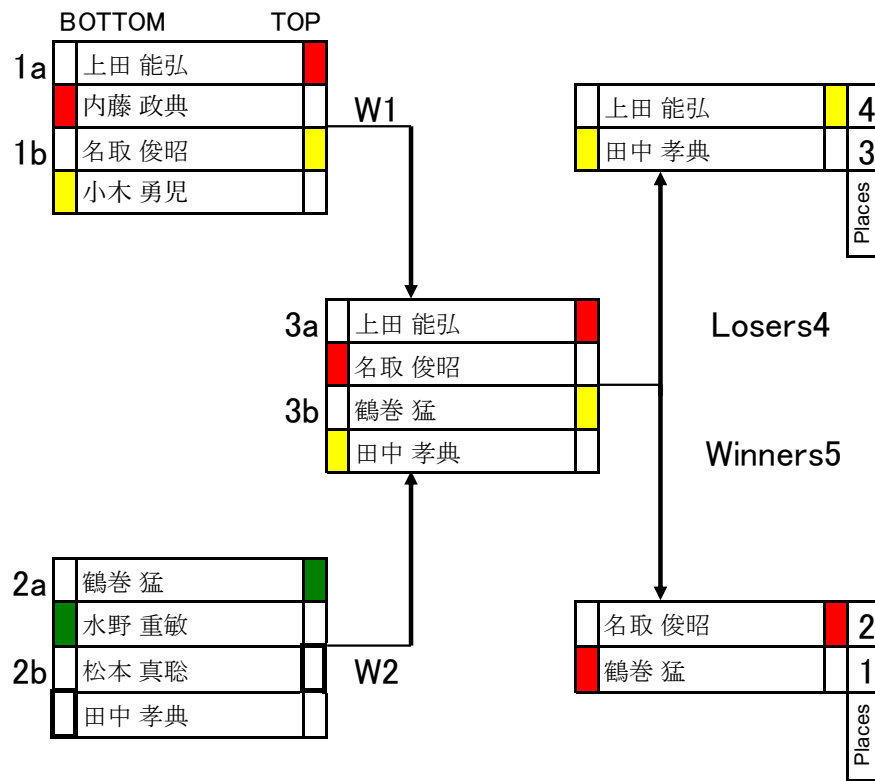 BOTTOM TOP
1a 上田 能弘
内藤 政典
1b 名取 俊昭
小木 勇児
W1
上田 能弘 4
田中 孝典 3
Places
3a 上田 能弘
名取 俊昭
3b 鶴巻 猛
田中 孝典
Losers4
Winners5
2a 鶴巻 猛
水野 重敏
2b 松本 真聡
田中 孝典
W2
名取 俊昭 2
鶴巻 猛 1
Places